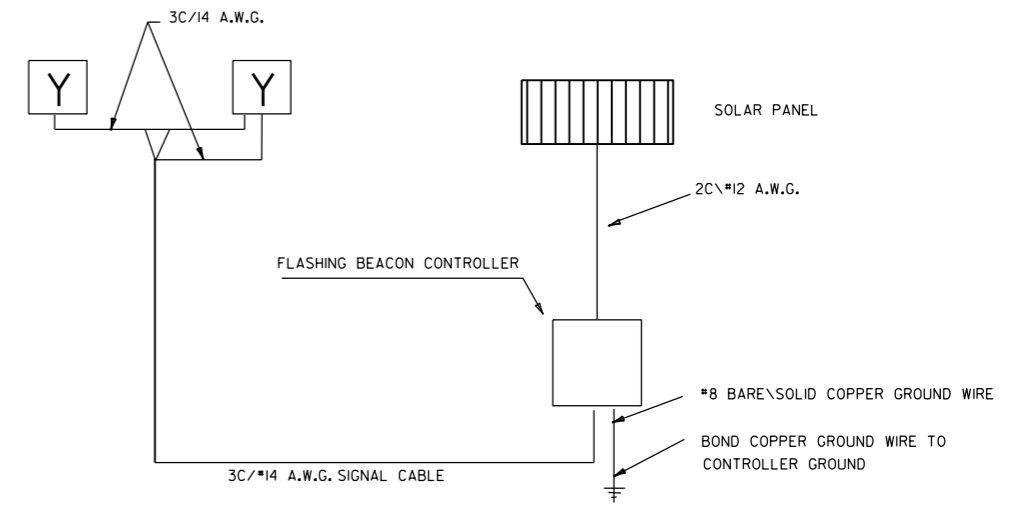 3C/14 A.W.G.
Y
Y
SOLAR PANEL
2C\#12 A.W.G.
FLASHING BEACON CONTROLLER
#8 BARE\SOLID COPPER GROUND WIRE
BOND COPPER GROUND WIRE TO
CONTROLLER GROUND
3C/#14 A.W.G. SIGNAL CABLE